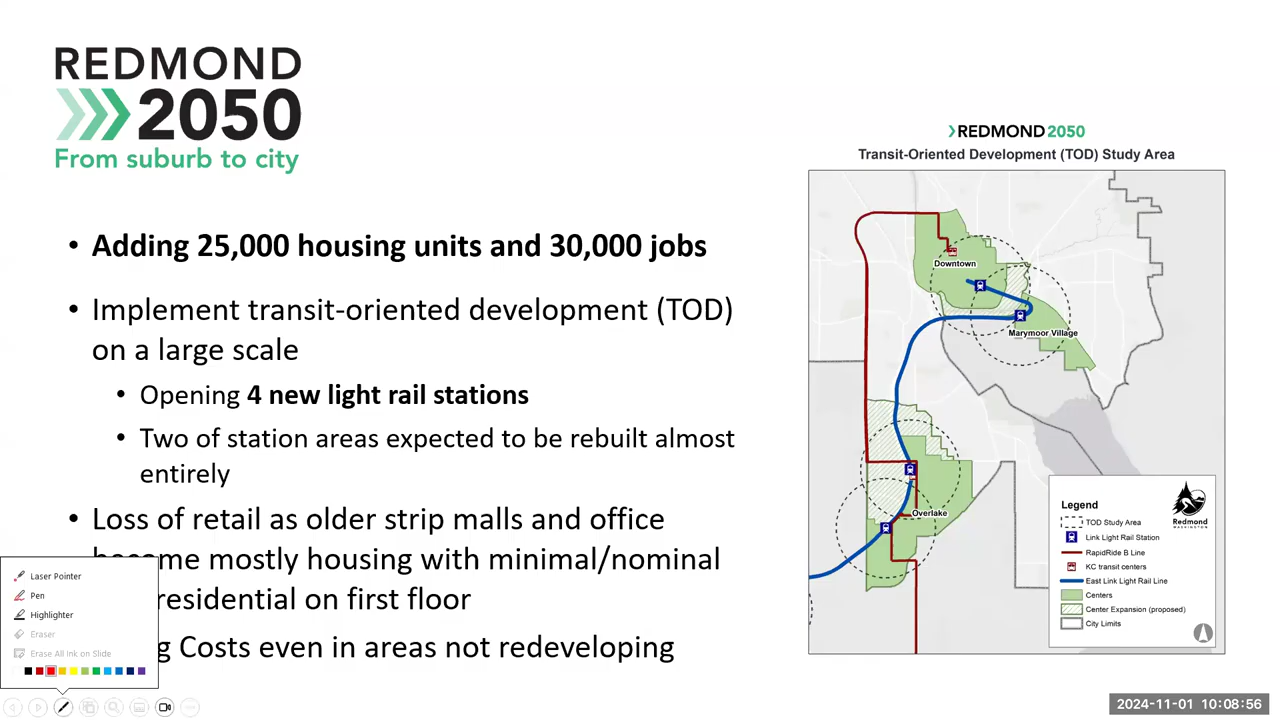 REDMOND
2050
From suburb to city
• Adding 25,000 housing units and 30,000 jobs
• Implement transit-oriented development (TOD)
on a large scale
• Opening 4 new light rail stations
• Two of station areas expected to be rebuilt almost
entirely
• Loss of retail as older strip malls and office
me mostly housing with minimal/nominal
residential on first floor
g Costs even in areas not redeveloping
Laser Pointer
Pen
Highlighter
Eraser
Erase All Ink on Slide
REDMOND 2050
Transit-Oriented Development (TOD) Study Area
Downtown
Marymoor Village
Overlake
Legend
TOD Study Area
Link Light Rail Station
RapidRide B Line
KC transit centers
East Link Light Rail Line
Centers
Center Expansion (proposed)
City Limits
Redmond
WASHINGTON
2024-11-01 10:08:56